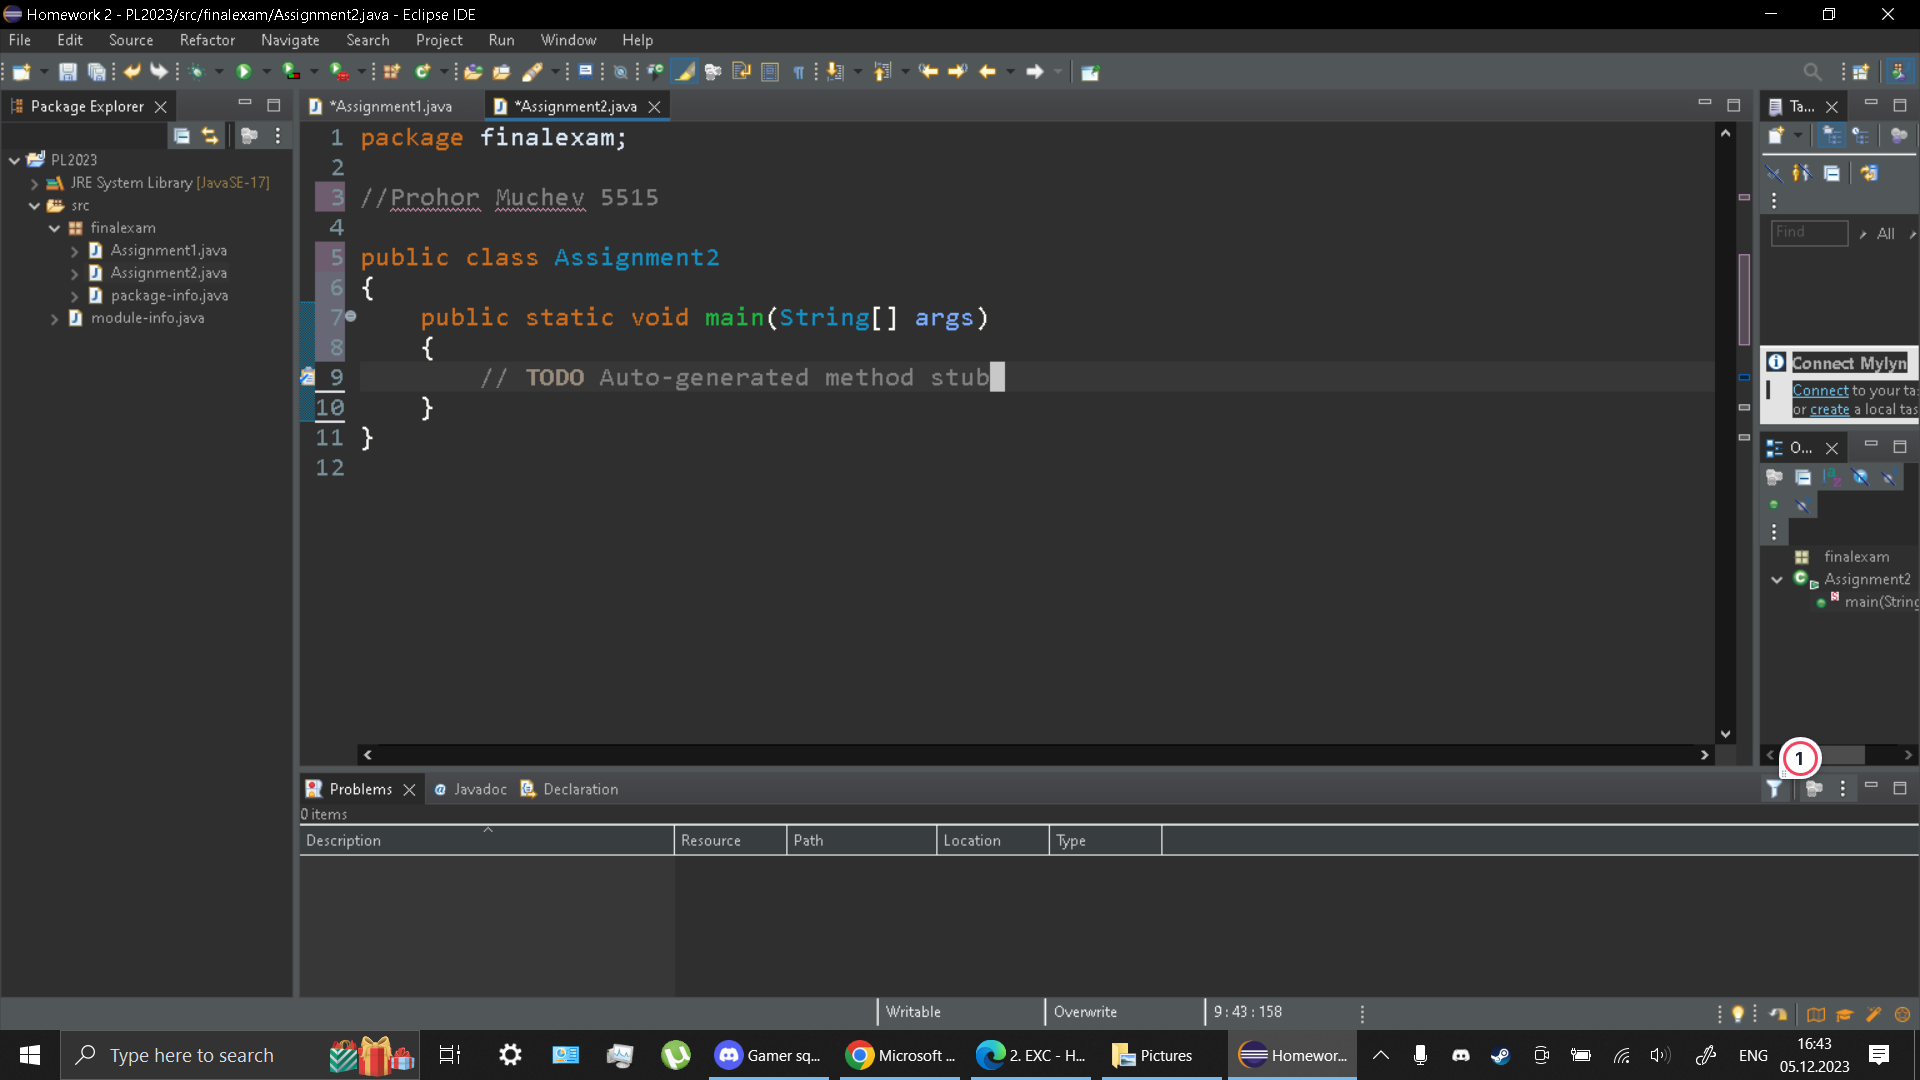 Homework 2 - PL2023/src/finalexam/Assignment2.java - Eclipse IDE
File Edit Source Refactor Navigate Search Project Run Window Help
Package Explorer
PL2023
JRE System Library [JavaSE-17]
src
finalexam
Assignment1.java
Assignment2.java
package-info.java
module-info.java
*Assignment1.java *Assignment2.java
1 package finalexam;
2
3 //Prohor Muchev 5515
4
5 public class Assignment2
6 {
7 public static void main(String[] args)
8 {
9 // TODO Auto-generated method stub
10 }
11 }
12
Ta...
Find All
Connect Mylyn
Connect to your ta
or create a local tas
O...
finalexam
Assignment2
main(String
1
Problems Javadoc Declaration
0 items
Description Resource Path Location Type
Writable Overwrite 9 : 43 : 158
Type here to search
Gamer sq... Microsoft ... 2. EXC - H... Pictures Homewor...
ENG
16:43
05.12.2023